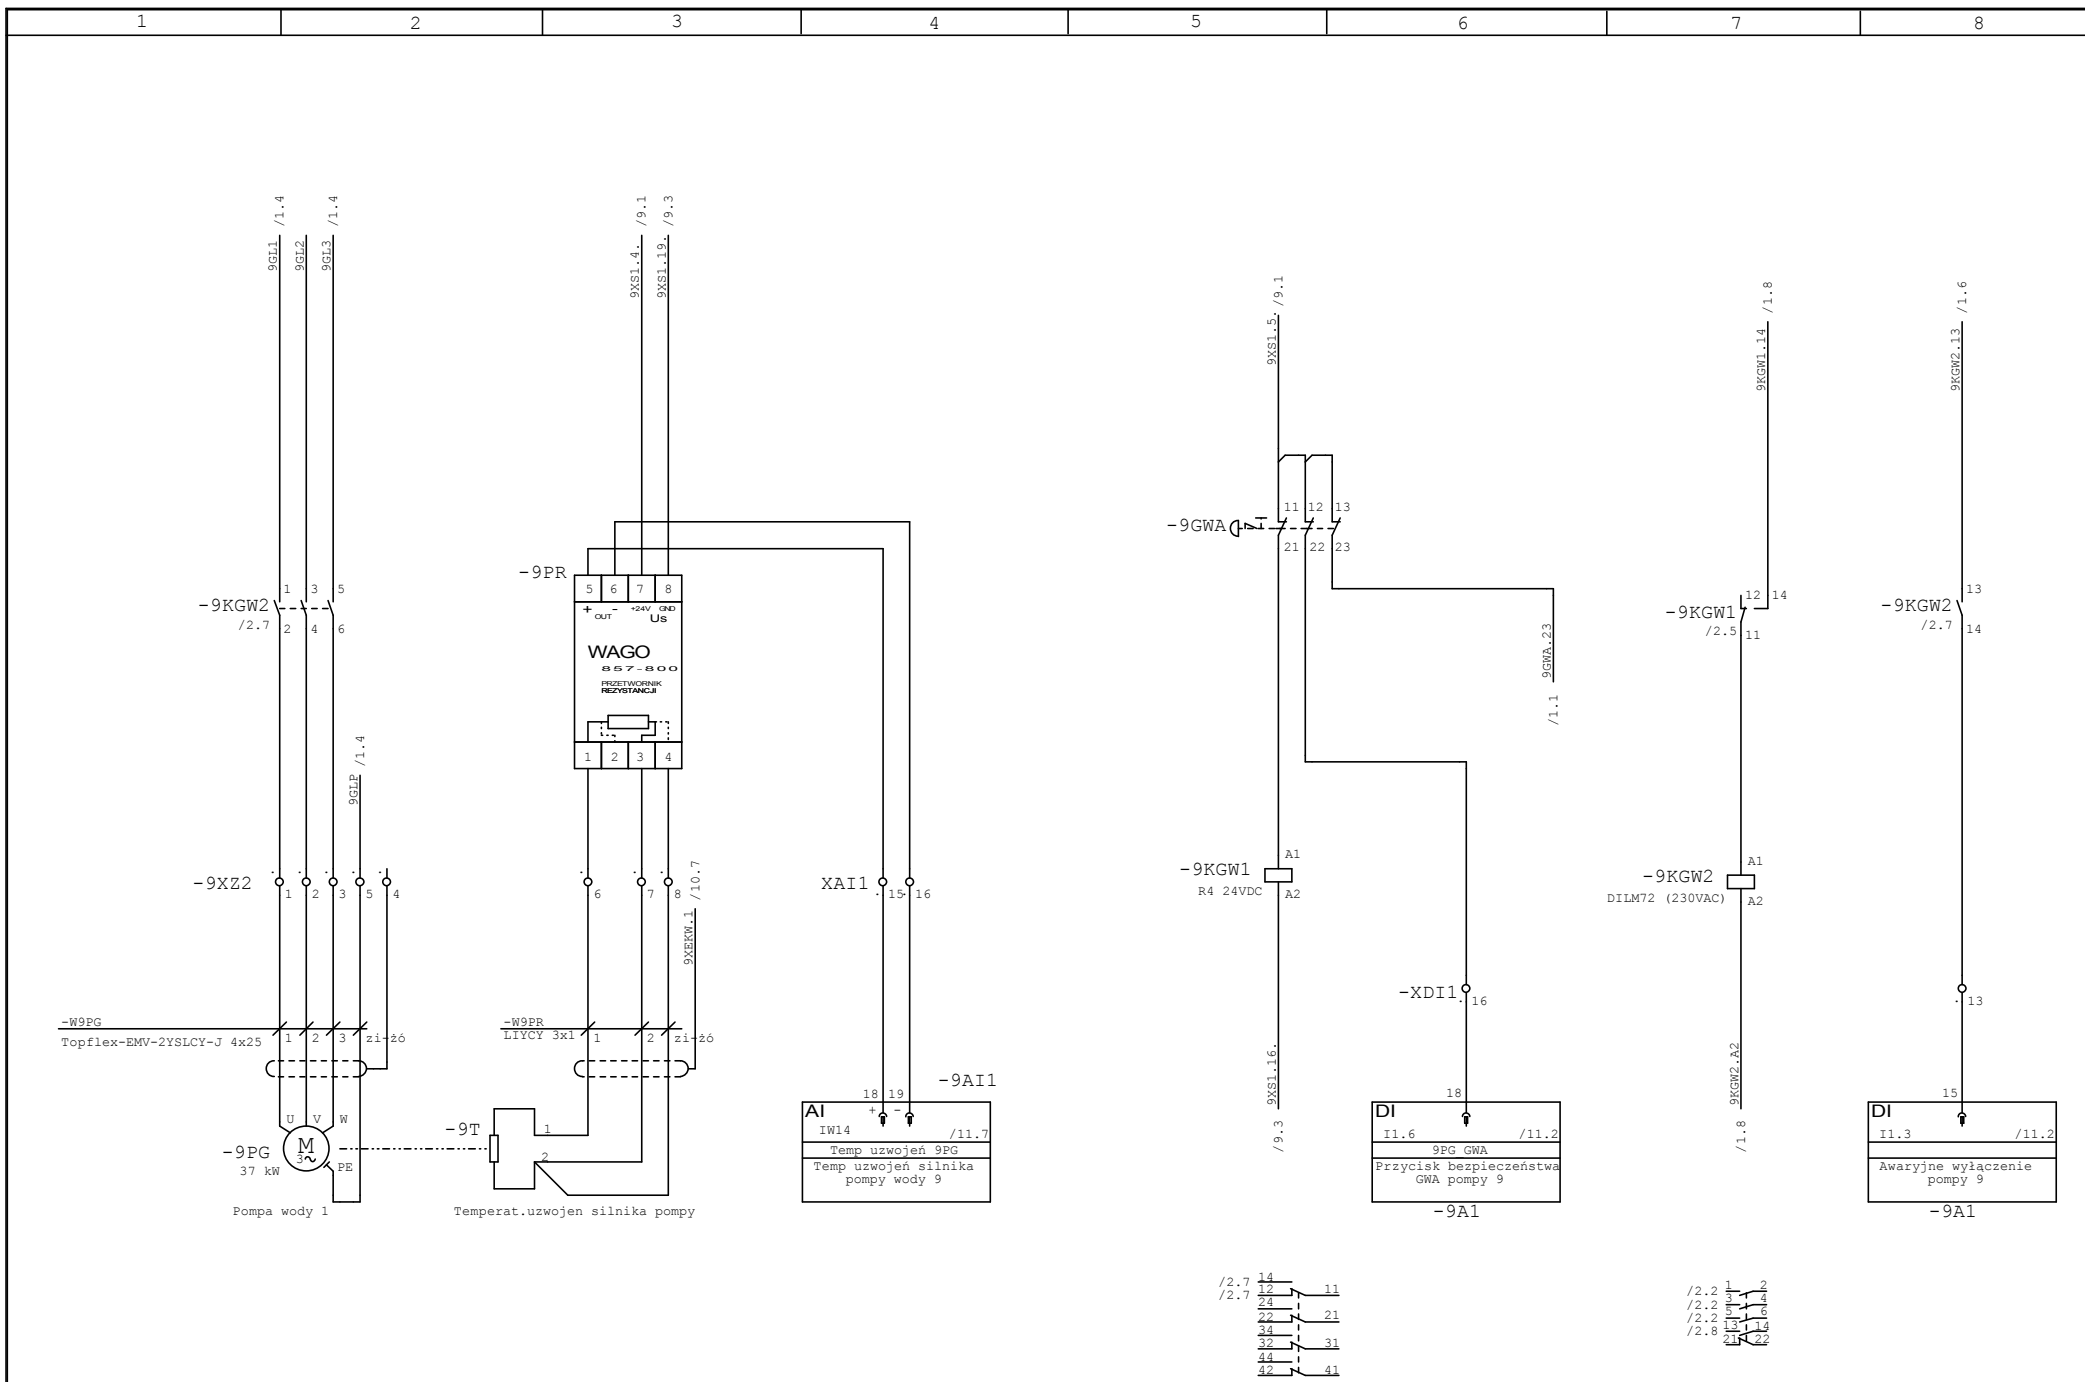 1 2 3 4 5 6 7 8
9GL1 /1.4
9GL2
9GL3 /1.4
9XS1.4. /9.1
9XS1.19. /9.3
9XS1.5. /9.1
9KGW1.14 /1.8
9KGW2.13 /1.6
-9KGW2
/2.7
1 3 5
2 4 6
-9PR
5 6 7 8
+ - +24V GND
OUT Us
WAGO
857-800
PRZETWORNIK
REZYSTANCJI
1 2 3 4
-9GWA
11 12 13
21 22 23
9GWA.23
/1.1
-9KGW1
/2.5
12 14
11
-9KGW2
/2.7
13
14
9GLP /1.4
-9XZ2
1 2 3 5 4
6 7 8
9XEKW.1 /10.7
XAI1
15 16
-9KGW1
R4 24VDC
A1
A2
-9KGW2
DILM72 (230VAC)
A1
A2
-XDI1
16
13
-W9PG
Topflex-EMV-2YSLCY-J 4x25
1 2 3 zi-żó
-W9PR
LIYCY 3x1
1 2 zi-żó
9XS1.16.
/9.3
9KGW2.A2
/1.8
U V W
-9PG
37 kW
M
3~
PE
Pompa wody 1
-9T
1
2
Temperat.uzwojen silnika pompy
-9AI1
18 19
AI + -
IW14 /11.7
Temp uzwojeń 9PG
Temp uzwojeń silnika
pompy wody 9
18
DI
I1.6 /11.2
9PG GWA
Przycisk bezpieczeństwa
GWA pompy 9
-9A1
15
DI
I1.3 /11.2
Awaryjne wyłączenie
pompy 9
-9A1
/2.7 14
/2.7 12 11
24
22 21
34
32 31
44
42 41
/2.2 1 2
/2.2 3 4
/2.2 5 6
/2.8 13 14
21 22